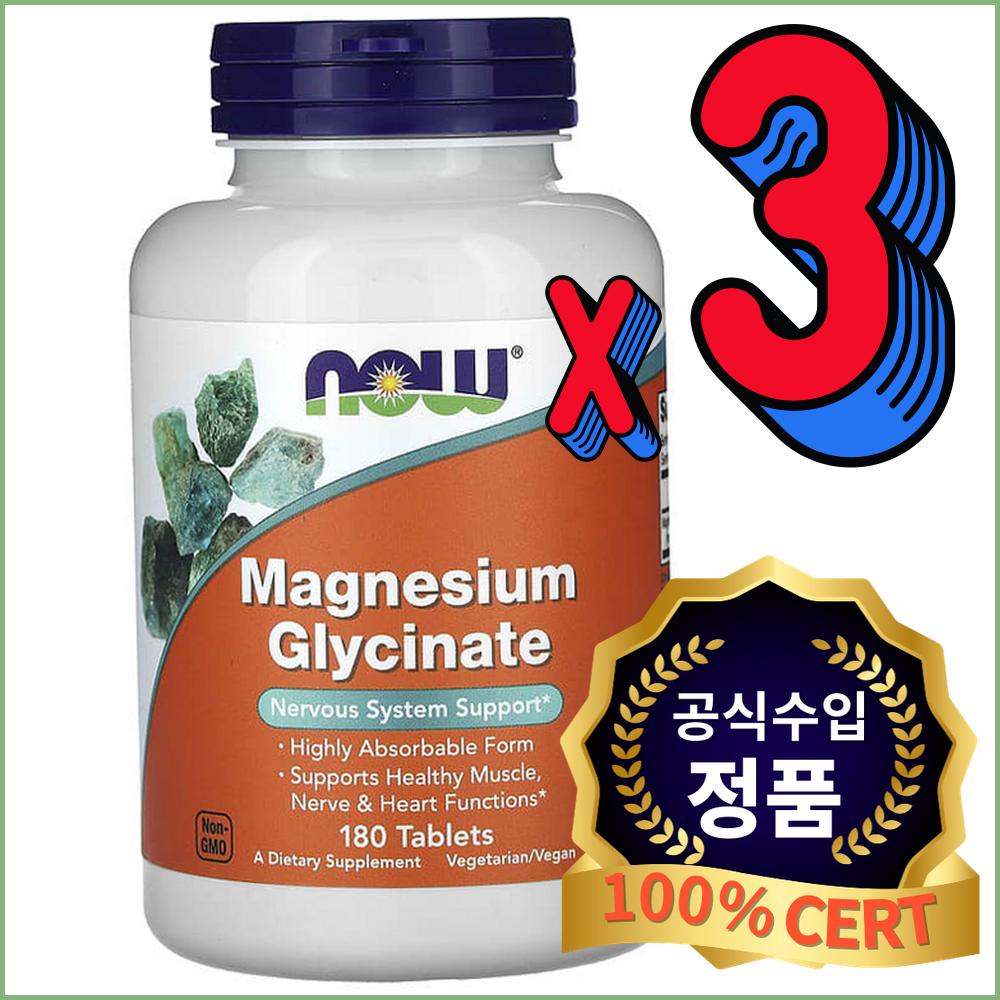 now®
x3
Magnesium
Glycinate
Nervous System Support*
· Highly Absorbable Form
· Supports Healthy Muscle,
Nerve & Heart Functions*
180 Tablets
Non-
GMO
A Dietary Supplement Vegetarian/Vegan
공식수입
정품
100% CERT